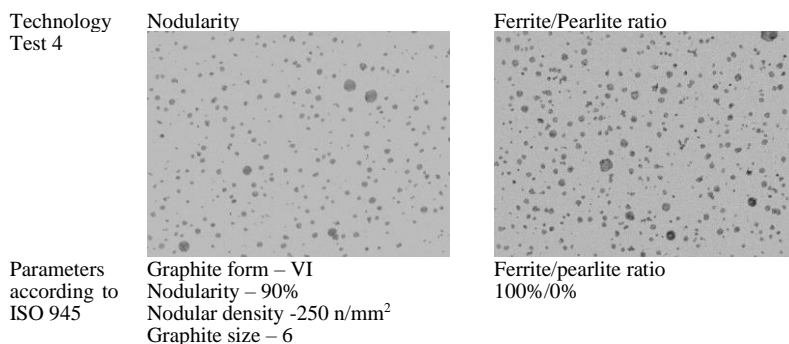 Technology Nodularity Ferrite/Pearlite ratio
Test 4
Parameters Graphite form – VI Ferrite/pearlite ratio
according to Nodularity – 90% 100%/0%
ISO 945 Nodular density -250 n/mm²
Graphite size – 6